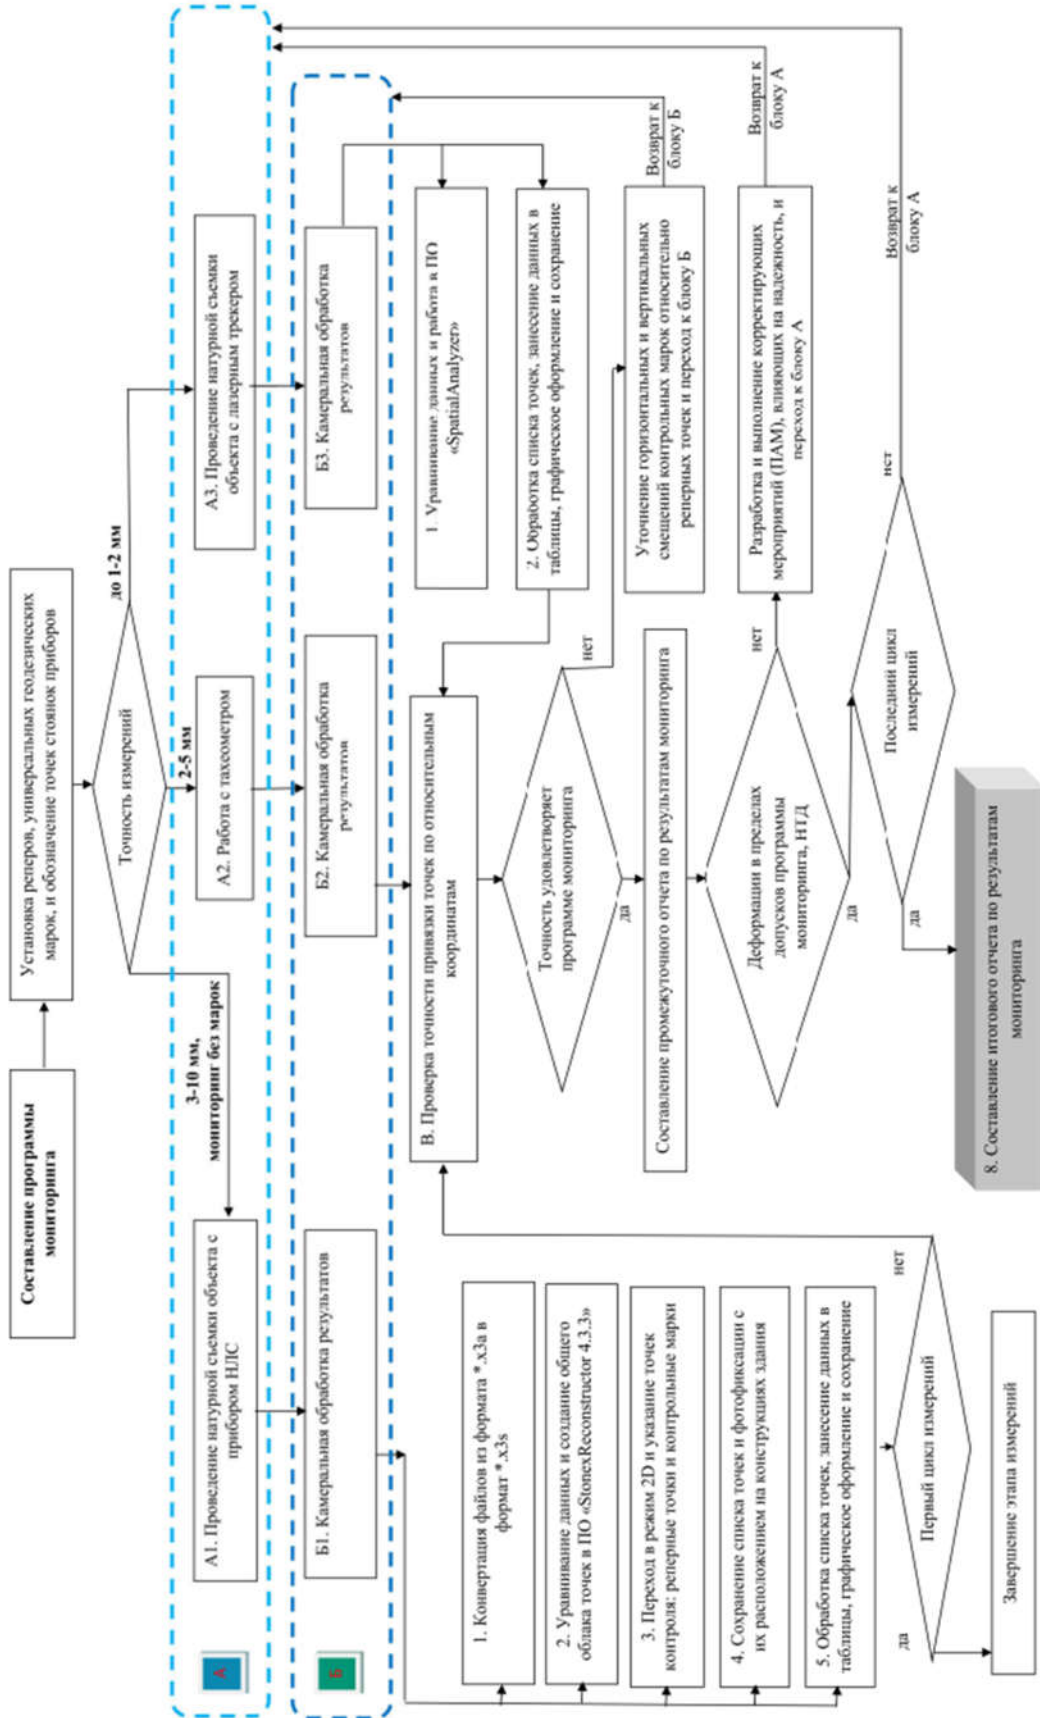 Составление программы
мониторинга
Установка реперов, универсальных геодезических
марок, и обозначение точек стоянок приборов
Точность измерений
3-10 мм,
мониторинг без марок
2-5 мм
до 1-2 мм
А
А1. Проведение натурной съемки объекта с
прибором НЛС
А2. Работа с тахеометром
А3. Проведение натурной съемки
объекта с лазерным трекером
Б
Б1. Камеральная обработка результатов
Б2. Камеральная обработка
результатов
Б3. Камеральная обработка
результатов
1. Конвертация файлов из формата *.x3a в
формат *.x3s
2. Уравнивание данных и создание общего
облака точек в ПО «StonexReconstructor 4.3.3»
3. Переход в режим 2D и указание точек
контроля: реперные точки и контрольные марки
4. Сохранение списка точек и фотофиксации с
их расположением на конструкциях здания
5. Обработка списка точек, занесение данных в
таблицы, графическое оформление и сохранение
Первый цикл измерений
да
нет
Завершение этапа измерений
В. Проверка точности привязки точек по относительным
координатам
Точность удовлетворяет
программе мониторинга
да
нет
Составление промежуточного отчета по результатам мониторинга
Деформации в пределах
допусков программы
мониторинга, НТД
да
нет
Последний цикл
измерений
да
нет
8. Составление итогового отчета по результатам
мониторинга
1. Уравнивание данных и работа в ПО
«SpatialAnalyzer»
2. Обработка списка точек, занесение данных в
таблицы, графическое оформление и сохранение
Уточнение горизонтальных и вертикальных
смещений контрольных марок относительно
реперных точек и переход к блоку Б
Возврат к
блоку Б
Разработка и выполнение корректирующих
мероприятий (ПАМ), влияющих на надежность, и
переход к блоку А
Возврат к
блоку А
Возврат к
блоку А